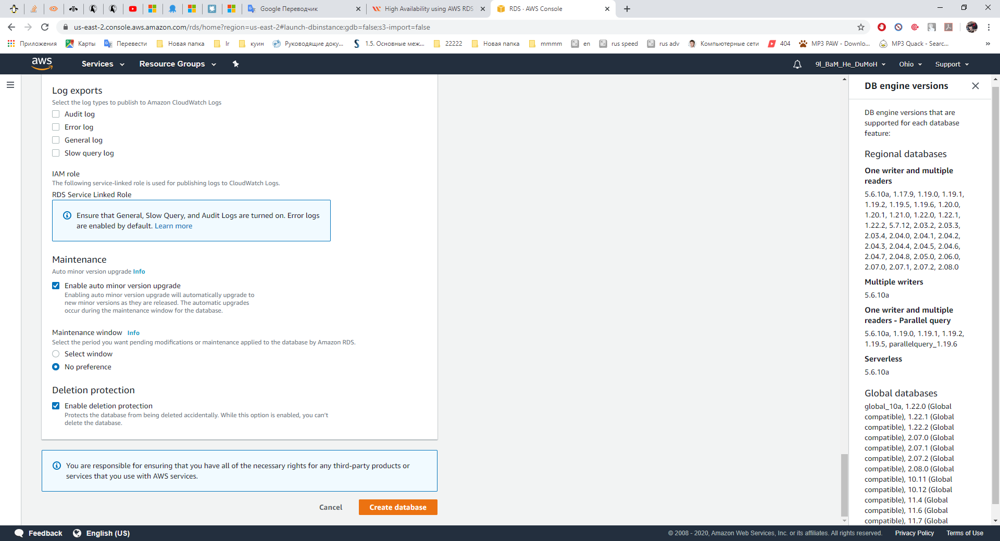 Google Переводчик
High Availability using AWS RDS
RDS · AWS Console
us-east-2.console.aws.amazon.com/rds/home?region=us-east-2#launch-dbinstance:gdb=false;s3-import=false
Приложения
Карты
Перевести
Новая папка
lr
куин
Руководящие доку...
1.5. Основные меж...
22222
Новая папка
mmmm
en
rus speed
rus adv
Компьютерные сети
404
MP3 PAW - Downlo...
MP3 Quack - Searc...
»
aws
Services
Resource Groups
9l_BaM_He_DuMoH
Ohio
Support
Log exports
Select the log types to publish to Amazon CloudWatch Logs
Audit log
Error log
General log
Slow query log
IAM role
The following service-linked role is used for publishing logs to CloudWatch Logs.
RDS Service Linked Role
Ensure that General, Slow Query, and Audit Logs are turned on. Error logs
are enabled by default. Learn more
Maintenance
Auto minor version upgrade Info
Enable auto minor version upgrade
Enabling auto minor version upgrade will automatically upgrade to
new minor versions as they are released. The automatic upgrades
occur during the maintenance window for the database.
Maintenance window Info
Select the period you want pending modifications or maintenance applied to the database by Amazon RDS.
Select window
No preference
Deletion protection
Enable deletion protection
Protects the database from being deleted accidentally. While this option is enabled, you can't
delete the database.
You are responsible for ensuring that you have all of the necessary rights for any third-party products or
services that you use with AWS services.
Cancel
Create database
DB engine versions
DB engine versions that are
supported for each database
feature:
Regional databases
One writer and multiple
readers
5.6.10a, 1.17.9, 1.19.0, 1.19.1,
1.19.2, 1.19.5, 1.19.6, 1.20.0,
1.20.1, 1.21.0, 1.22.0, 1.22.1,
1.22.2, 5.7.12, 2.03.2, 2.03.3,
2.03.4, 2.04.0, 2.04.1, 2.04.2,
2.04.3, 2.04.4, 2.04.5, 2.04.6,
2.04.7, 2.04.8, 2.05.0, 2.06.0,
2.07.0, 2.07.1, 2.07.2, 2.08.0
Multiple writers
5.6.10a
One writer and multiple
readers - Parallel query
5.6.10a, 1.19.0, 1.19.1, 1.19.2,
1.19.5, parallelquery_1.19.6
Serverless
5.6.10a
Global databases
global_10a, 1.22.0 (Global
compatible), 1.22.1 (Global
compatible), 1.22.2 (Global
compatible), 2.07.0 (Global
compatible), 2.07.1 (Global
compatible), 2.07.2 (Global
compatible), 2.08.0 (Global
compatible), 10.11 (Global
compatible), 10.12 (Global
compatible), 11.4 (Global
compatible), 11.6 (Global
compatible), 11.7 (Global
Feedback
English (US)
© 2008 - 2020, Amazon Web Services, Inc. or its affiliates. All rights reserved.
Privacy Policy
Terms of Use